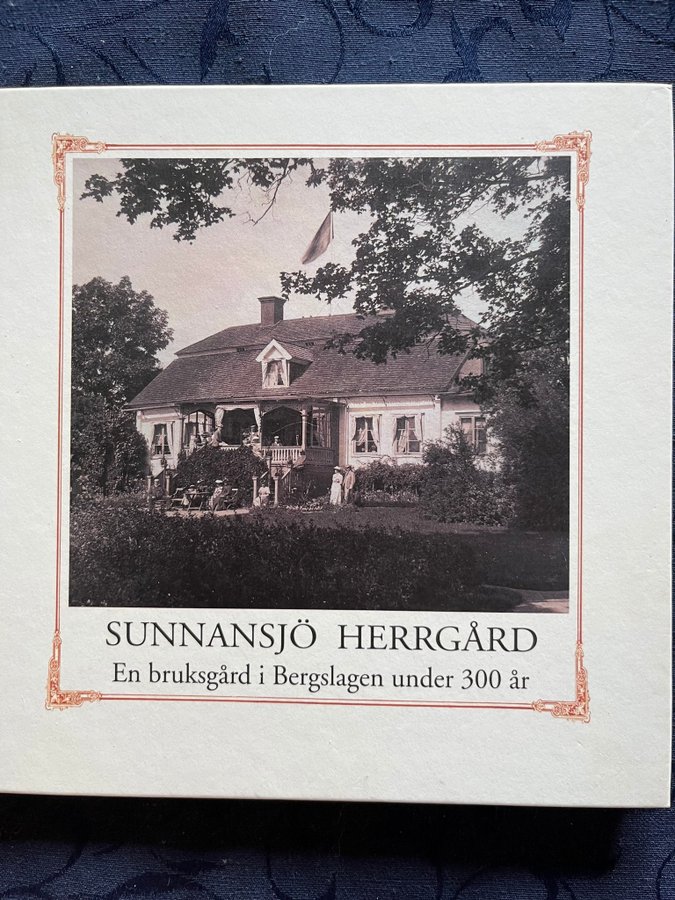 SUNNANSJÖ HERRGÅRD
En bruksgård i Bergslagen under 300 år